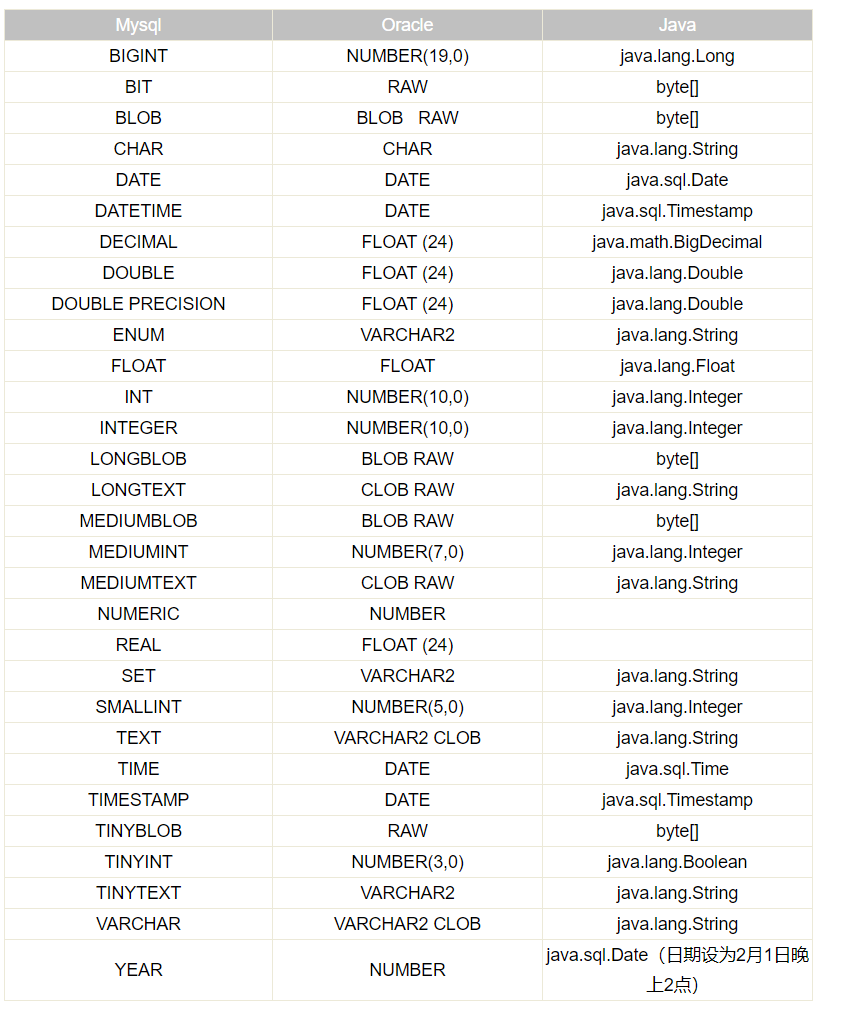 Mysql Oracle Java
BIGINT NUMBER(19,0) java.lang.Long
BIT RAW byte[]
BLOB BLOB RAW byte[]
CHAR CHAR java.lang.String
DATE DATE java.sql.Date
DATETIME DATE java.sql.Timestamp
DECIMAL FLOAT (24) java.math.BigDecimal
DOUBLE FLOAT (24) java.lang.Double
DOUBLE PRECISION FLOAT (24) java.lang.Double
ENUM VARCHAR2 java.lang.String
FLOAT FLOAT java.lang.Float
INT NUMBER(10,0) java.lang.Integer
INTEGER NUMBER(10,0) java.lang.Integer
LONGBLOB BLOB RAW byte[]
LONGTEXT CLOB RAW java.lang.String
MEDIUMBLOB BLOB RAW byte[]
MEDIUMINT NUMBER(7,0) java.lang.Integer
MEDIUMTEXT CLOB RAW java.lang.String
NUMERIC NUMBER
REAL FLOAT (24)
SET VARCHAR2 java.lang.String
SMALLINT NUMBER(5,0) java.lang.Integer
TEXT VARCHAR2 CLOB java.lang.String
TIME DATE java.sql.Time
TIMESTAMP DATE java.sql.Timestamp
TINYBLOB RAW byte[]
TINYINT NUMBER(3,0) java.lang.Boolean
TINYTEXT VARCHAR2 java.lang.String
VARCHAR VARCHAR2 CLOB java.lang.String
YEAR NUMBER java.sql.Date（日期设为2月1日晚
上2点）